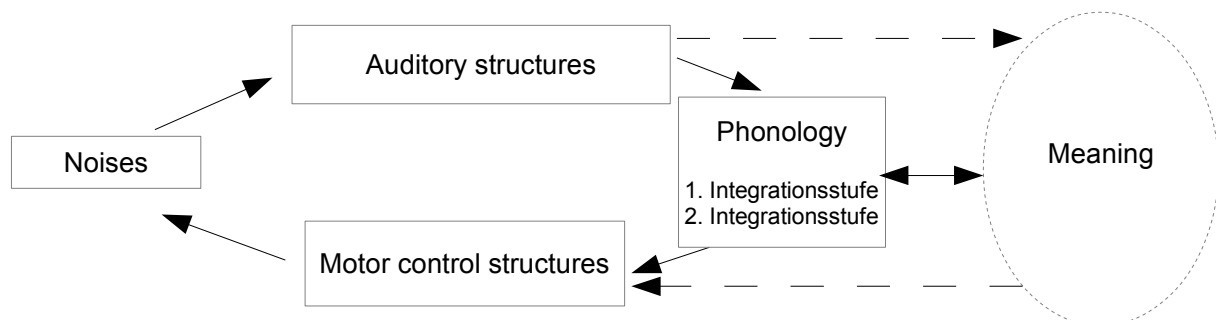 Auditory structures
Phonology
Noises
Meaning
1. Integrationsstufe
2. Integrationsstufe
Motor control structures